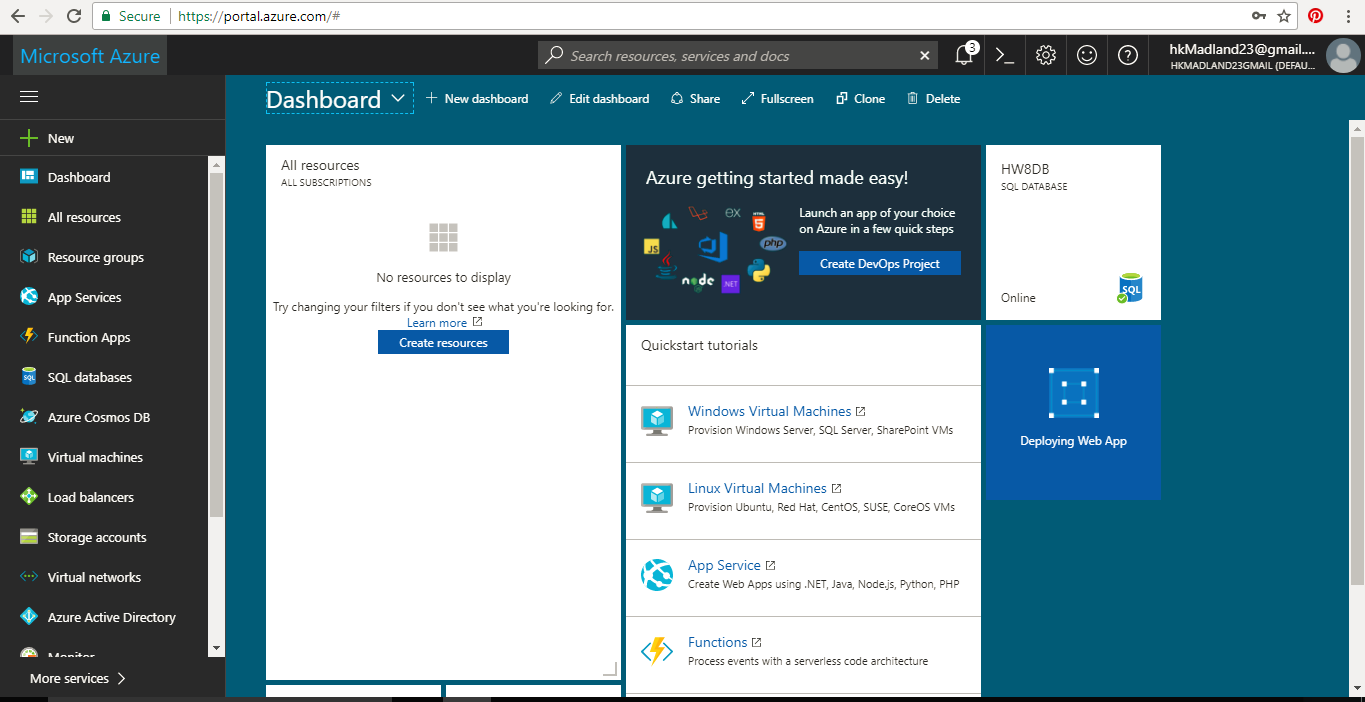 Secure https://portal.azure.com/#
Microsoft Azure
Search resources, services and docs
3
hkMadland23@gmail....
HKMADLAND23GMAIL (DEFAU...
New
Dashboard
All resources
Resource groups
App Services
Function Apps
SQL databases
Azure Cosmos DB
Virtual machines
Load balancers
Storage accounts
Virtual networks
Azure Active Directory
Monitor
More services
Dashboard New dashboard Edit dashboard Share Fullscreen Clone Delete
All resources
ALL SUBSCRIPTIONS
No resources to display
Try changing your filters if you don't see what you're looking for.
Learn more
Create resources
Azure getting started made easy!
Launch an app of your choice
on Azure in a few quick steps
Create DevOps Project
EX
HTML
5
JS
php
node
.NET
Quickstart tutorials
Windows Virtual Machines
Provision Windows Server, SQL Server, SharePoint VMs
Linux Virtual Machines
Provision Ubuntu, Red Hat, CentOS, SUSE, CoreOS VMs
App Service
Create Web Apps using .NET, Java, Node.js, Python, PHP
Functions
Process events with a serverless code architecture
HW8DB
SQL DATABASE
Online
SQL
Deploying Web App